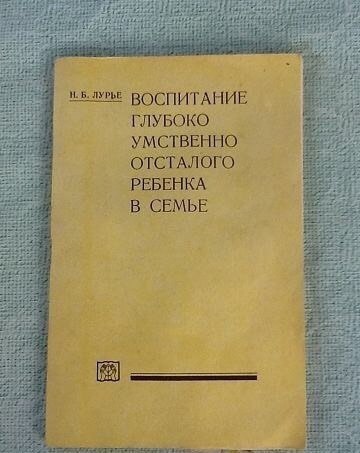 Н. Б. ЛУРЬЕ
ВОСПИТАНИЕ
ГЛУБОКО
УМСТВЕННО
ОТСТАЛОГО
РЕБЕНКА
В СЕМЬЕ